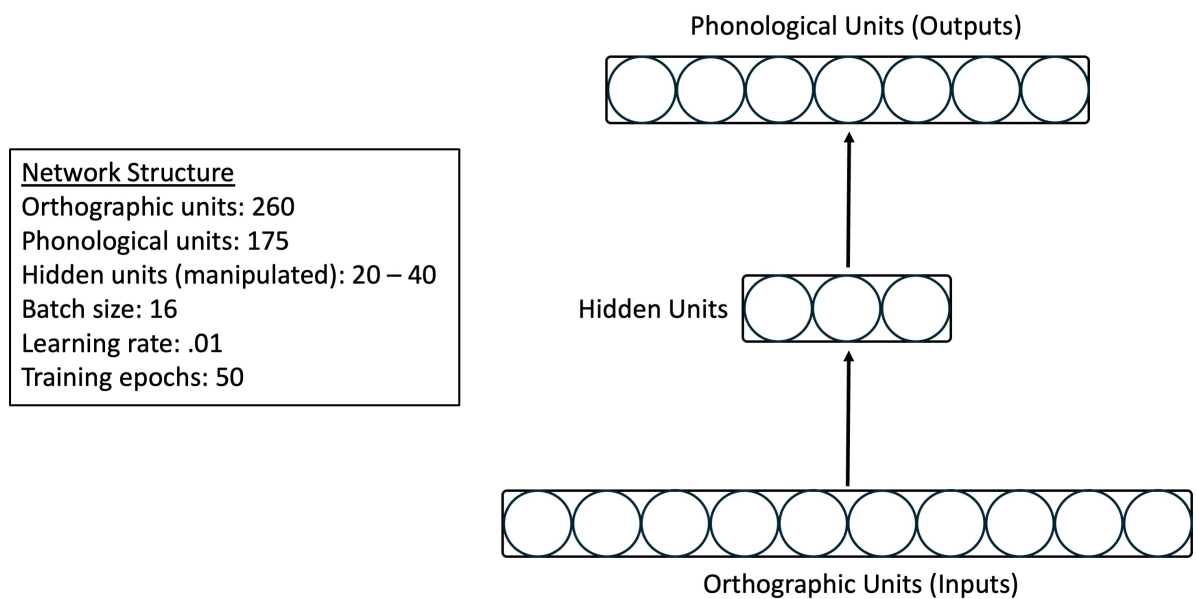 Phonological Units (Outputs)
Network Structure
Orthographic units: 260
Phonological units: 175
Hidden units (manipulated): 20 – 40
Batch size: 16
Learning rate: .01
Training epochs: 50
Hidden Units
Orthographic Units (Inputs)